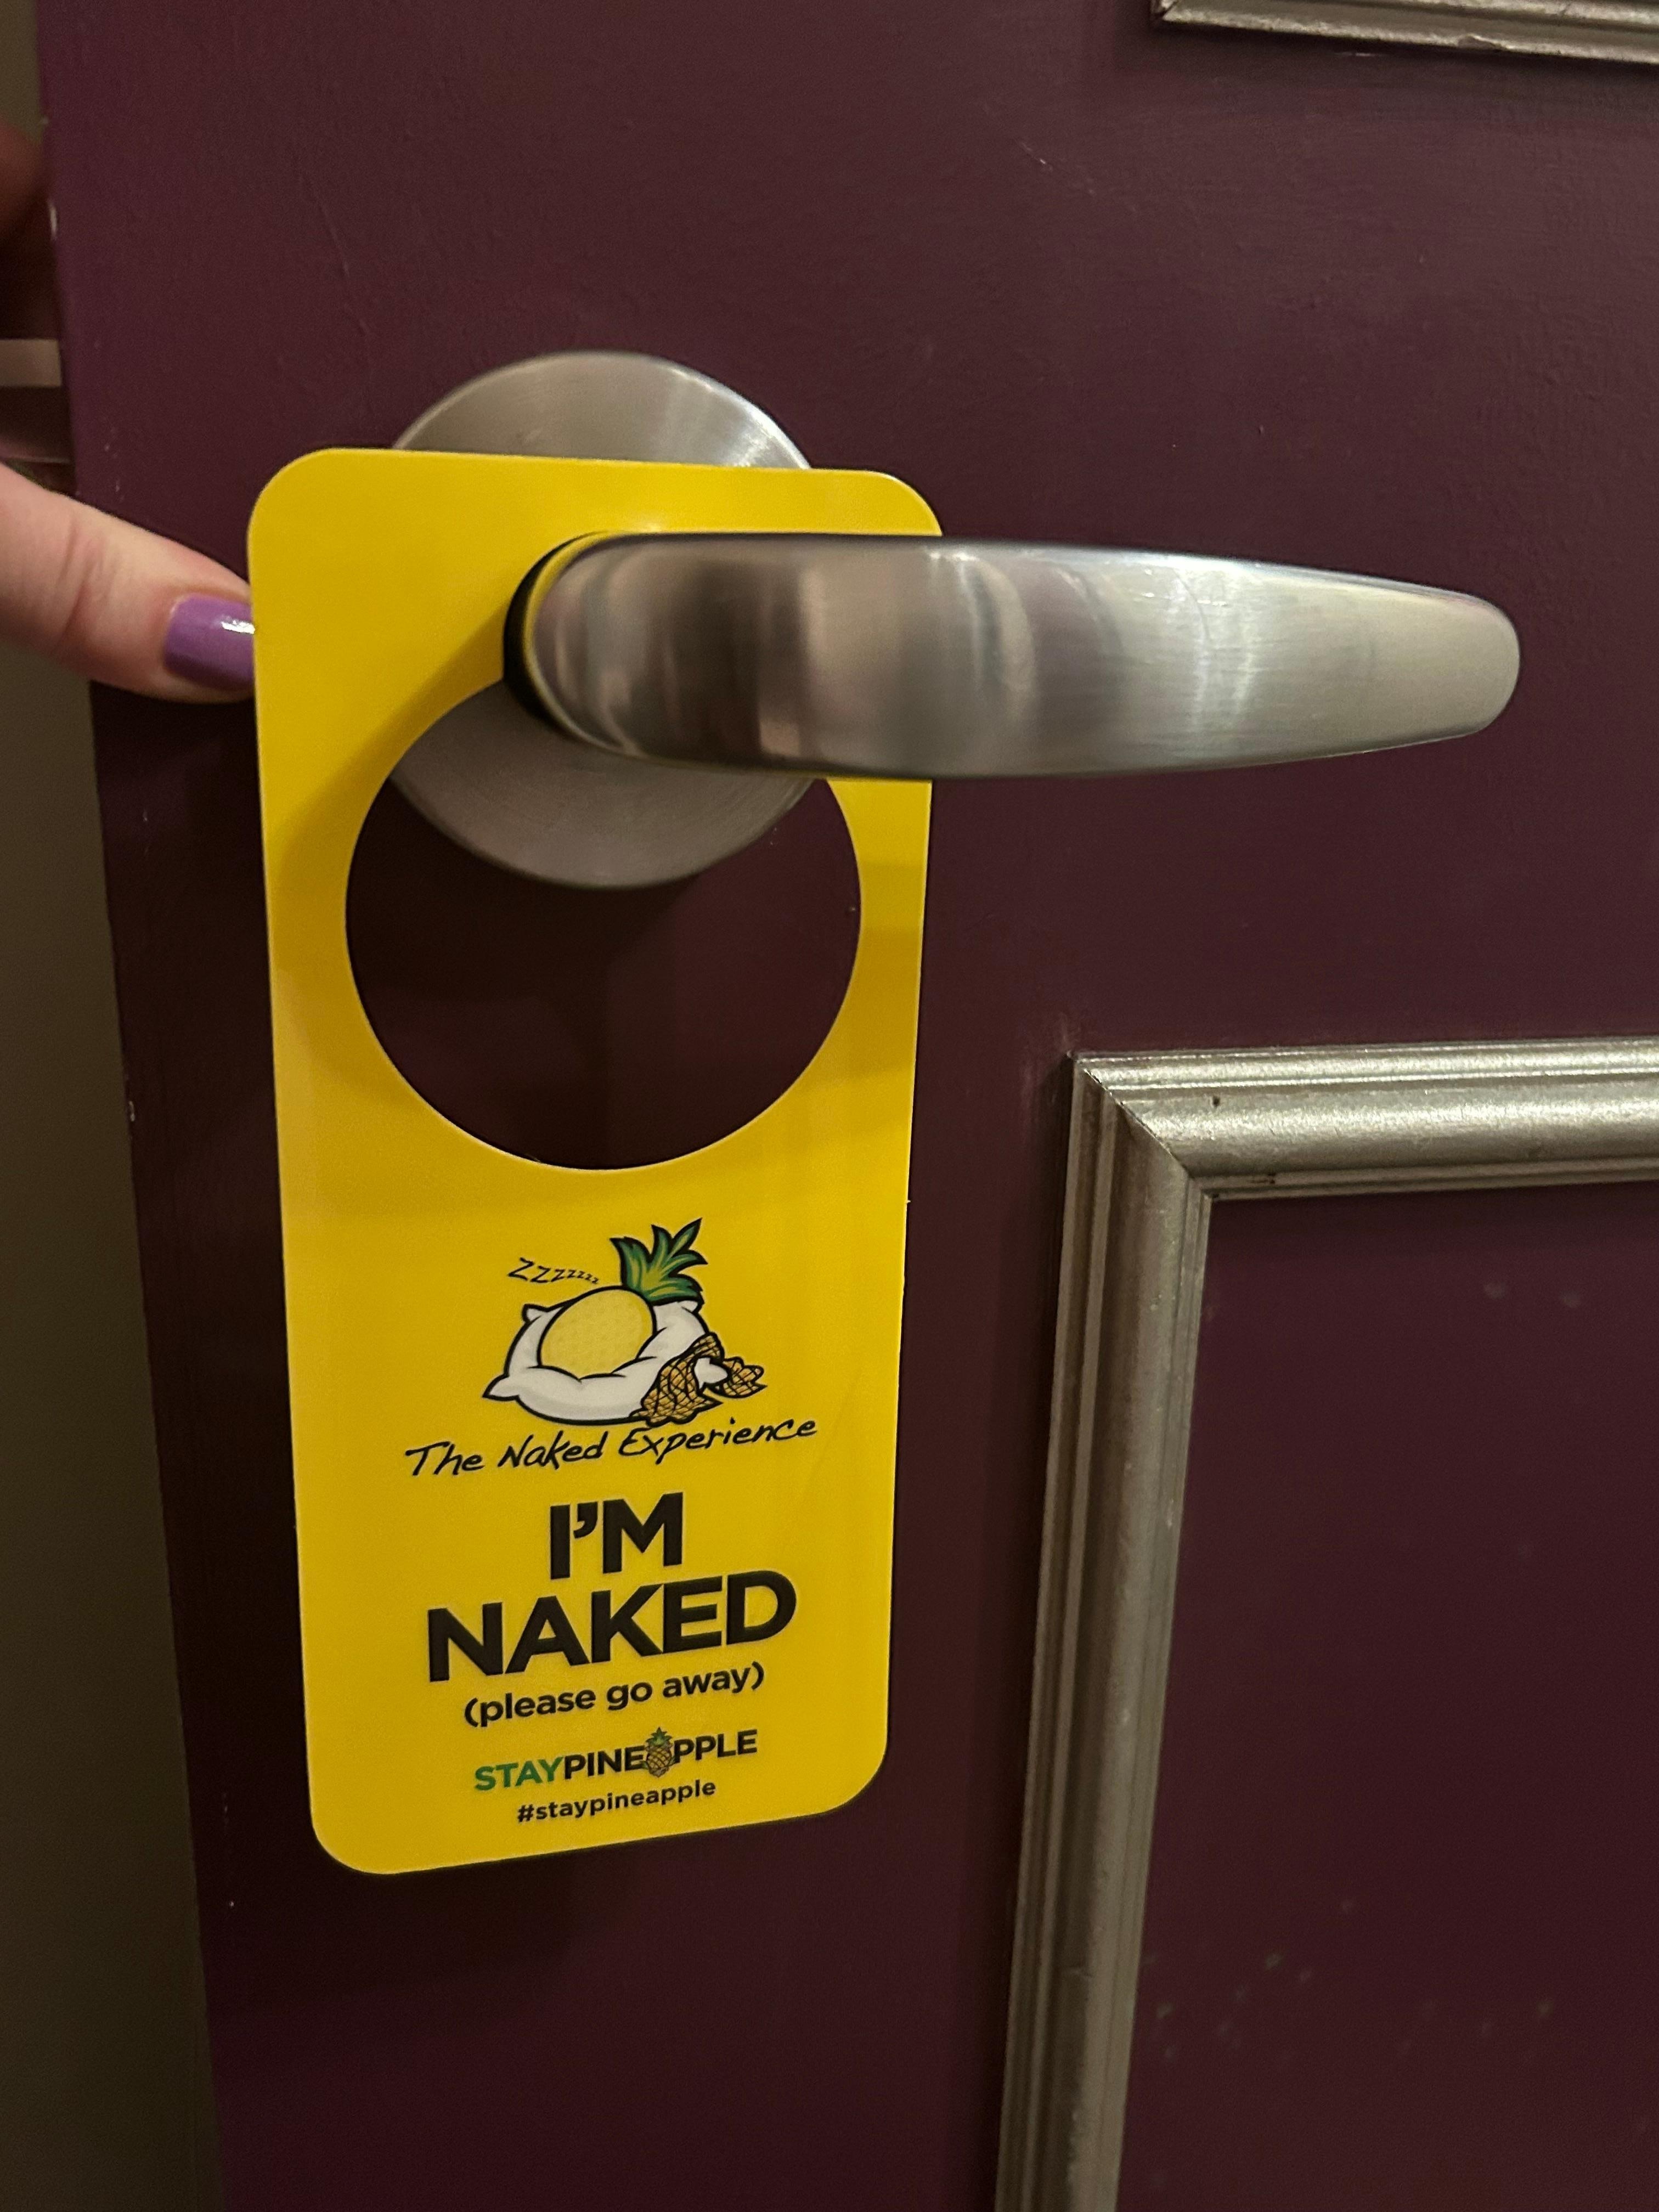 Zzzzzzz
The Naked Experience
I'M
NAKED
(please go away)
STAYPINEAPPLE
#staypineapple